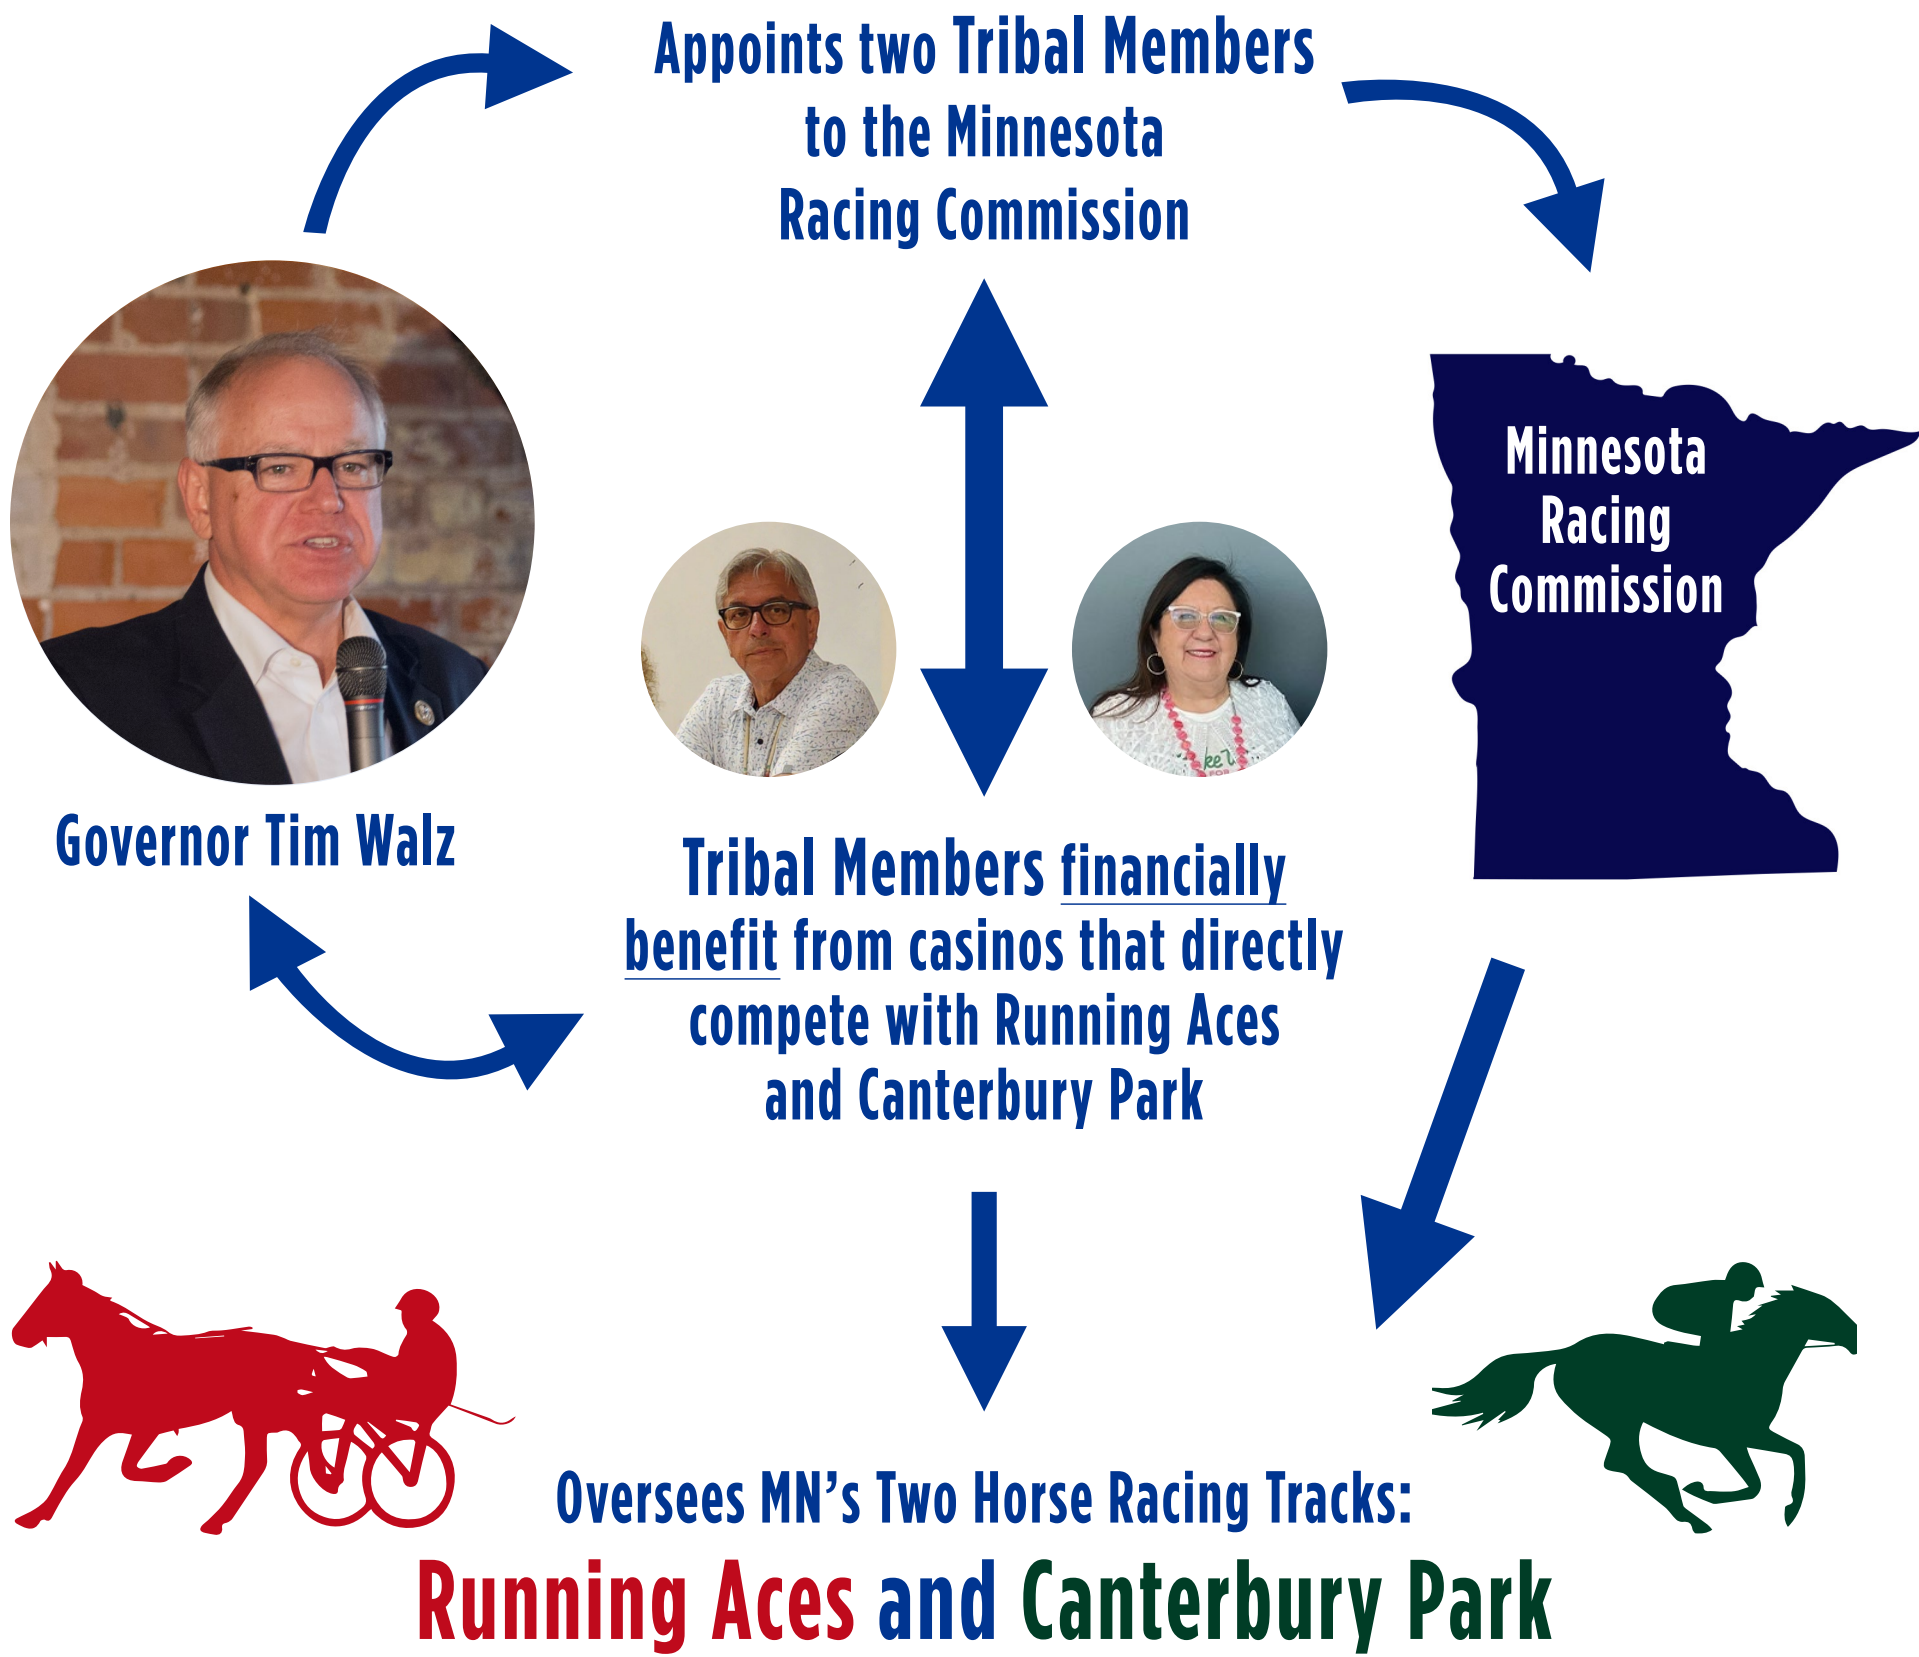 Appoints two Tribal Members
to the Minnesota
Racing Commission
Minnesota
Racing
Commission
Governor Tim Walz
ke
FOR
Tribal Members financially
benefit from casinos that directly
compete with Running Aces
and Canterbury Park
Oversees MN’s Two Horse Racing Tracks:
Running Aces and Canterbury Park